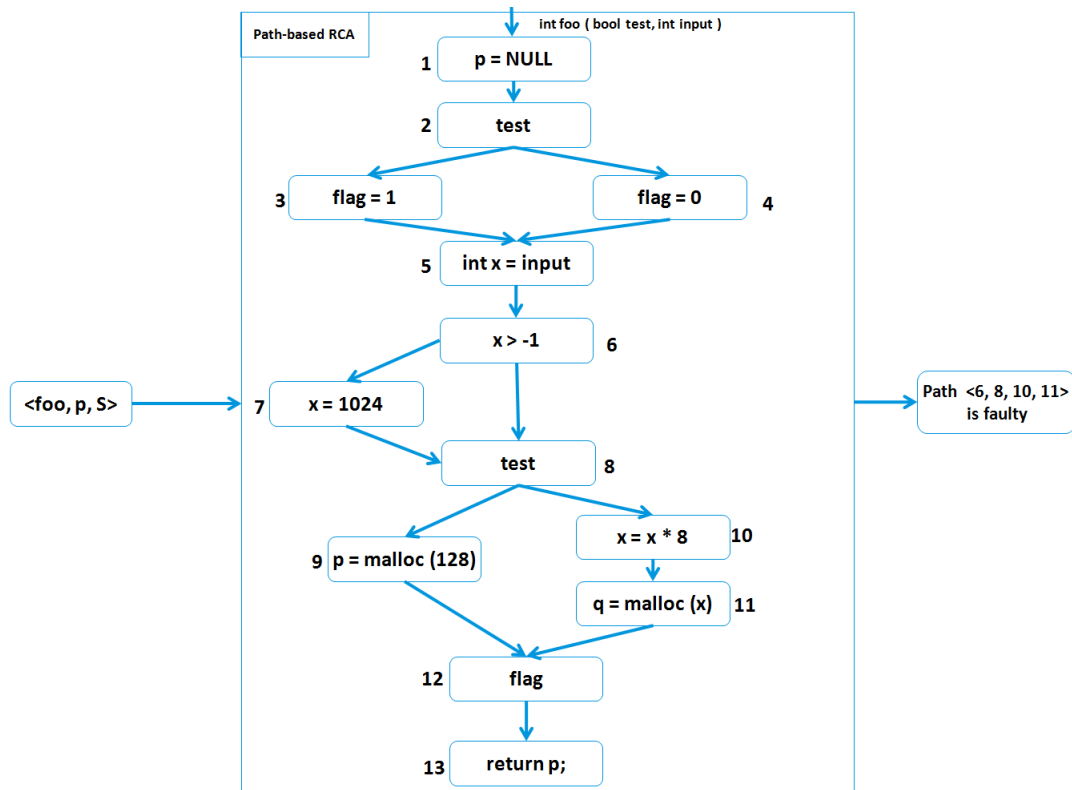 int foo ( bool test, int input )
Path-based RCA
1
p = NULL
2
test
3
flag = 1
flag = 0
4
5
int x = input
x > -1
6
<foo, p, S>
7
x = 1024
Path <6, 8, 10, 11>
is faulty
test
8
9
p = malloc (128)
x = x * 8
10
q = malloc (x)
11
12
flag
13
return p;